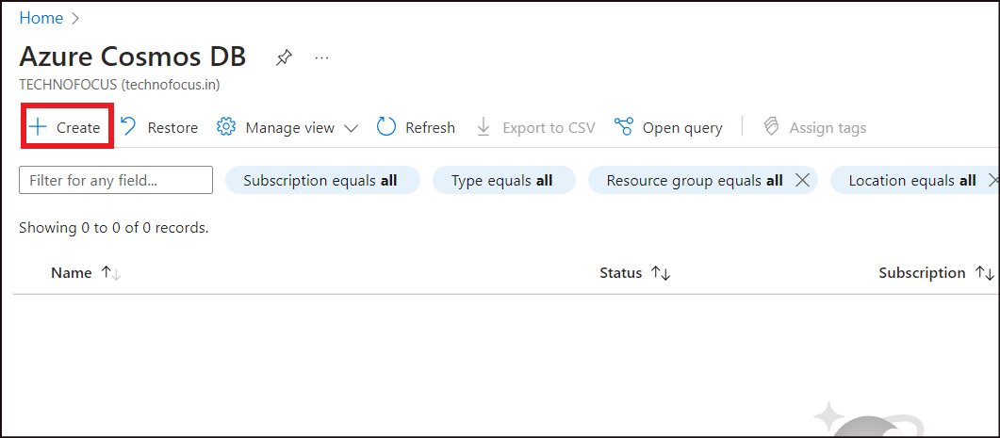 Home
Azure Cosmos DB
TECHNOFOCUS (technofocus.in)
Create Restore Manage view Refresh Export to CSV Open query Assign tags
Filter for any field... Subscription equals all Type equals all Resource group equals all Location equals all
Showing 0 to 0 of 0 records.
Name Status Subscription